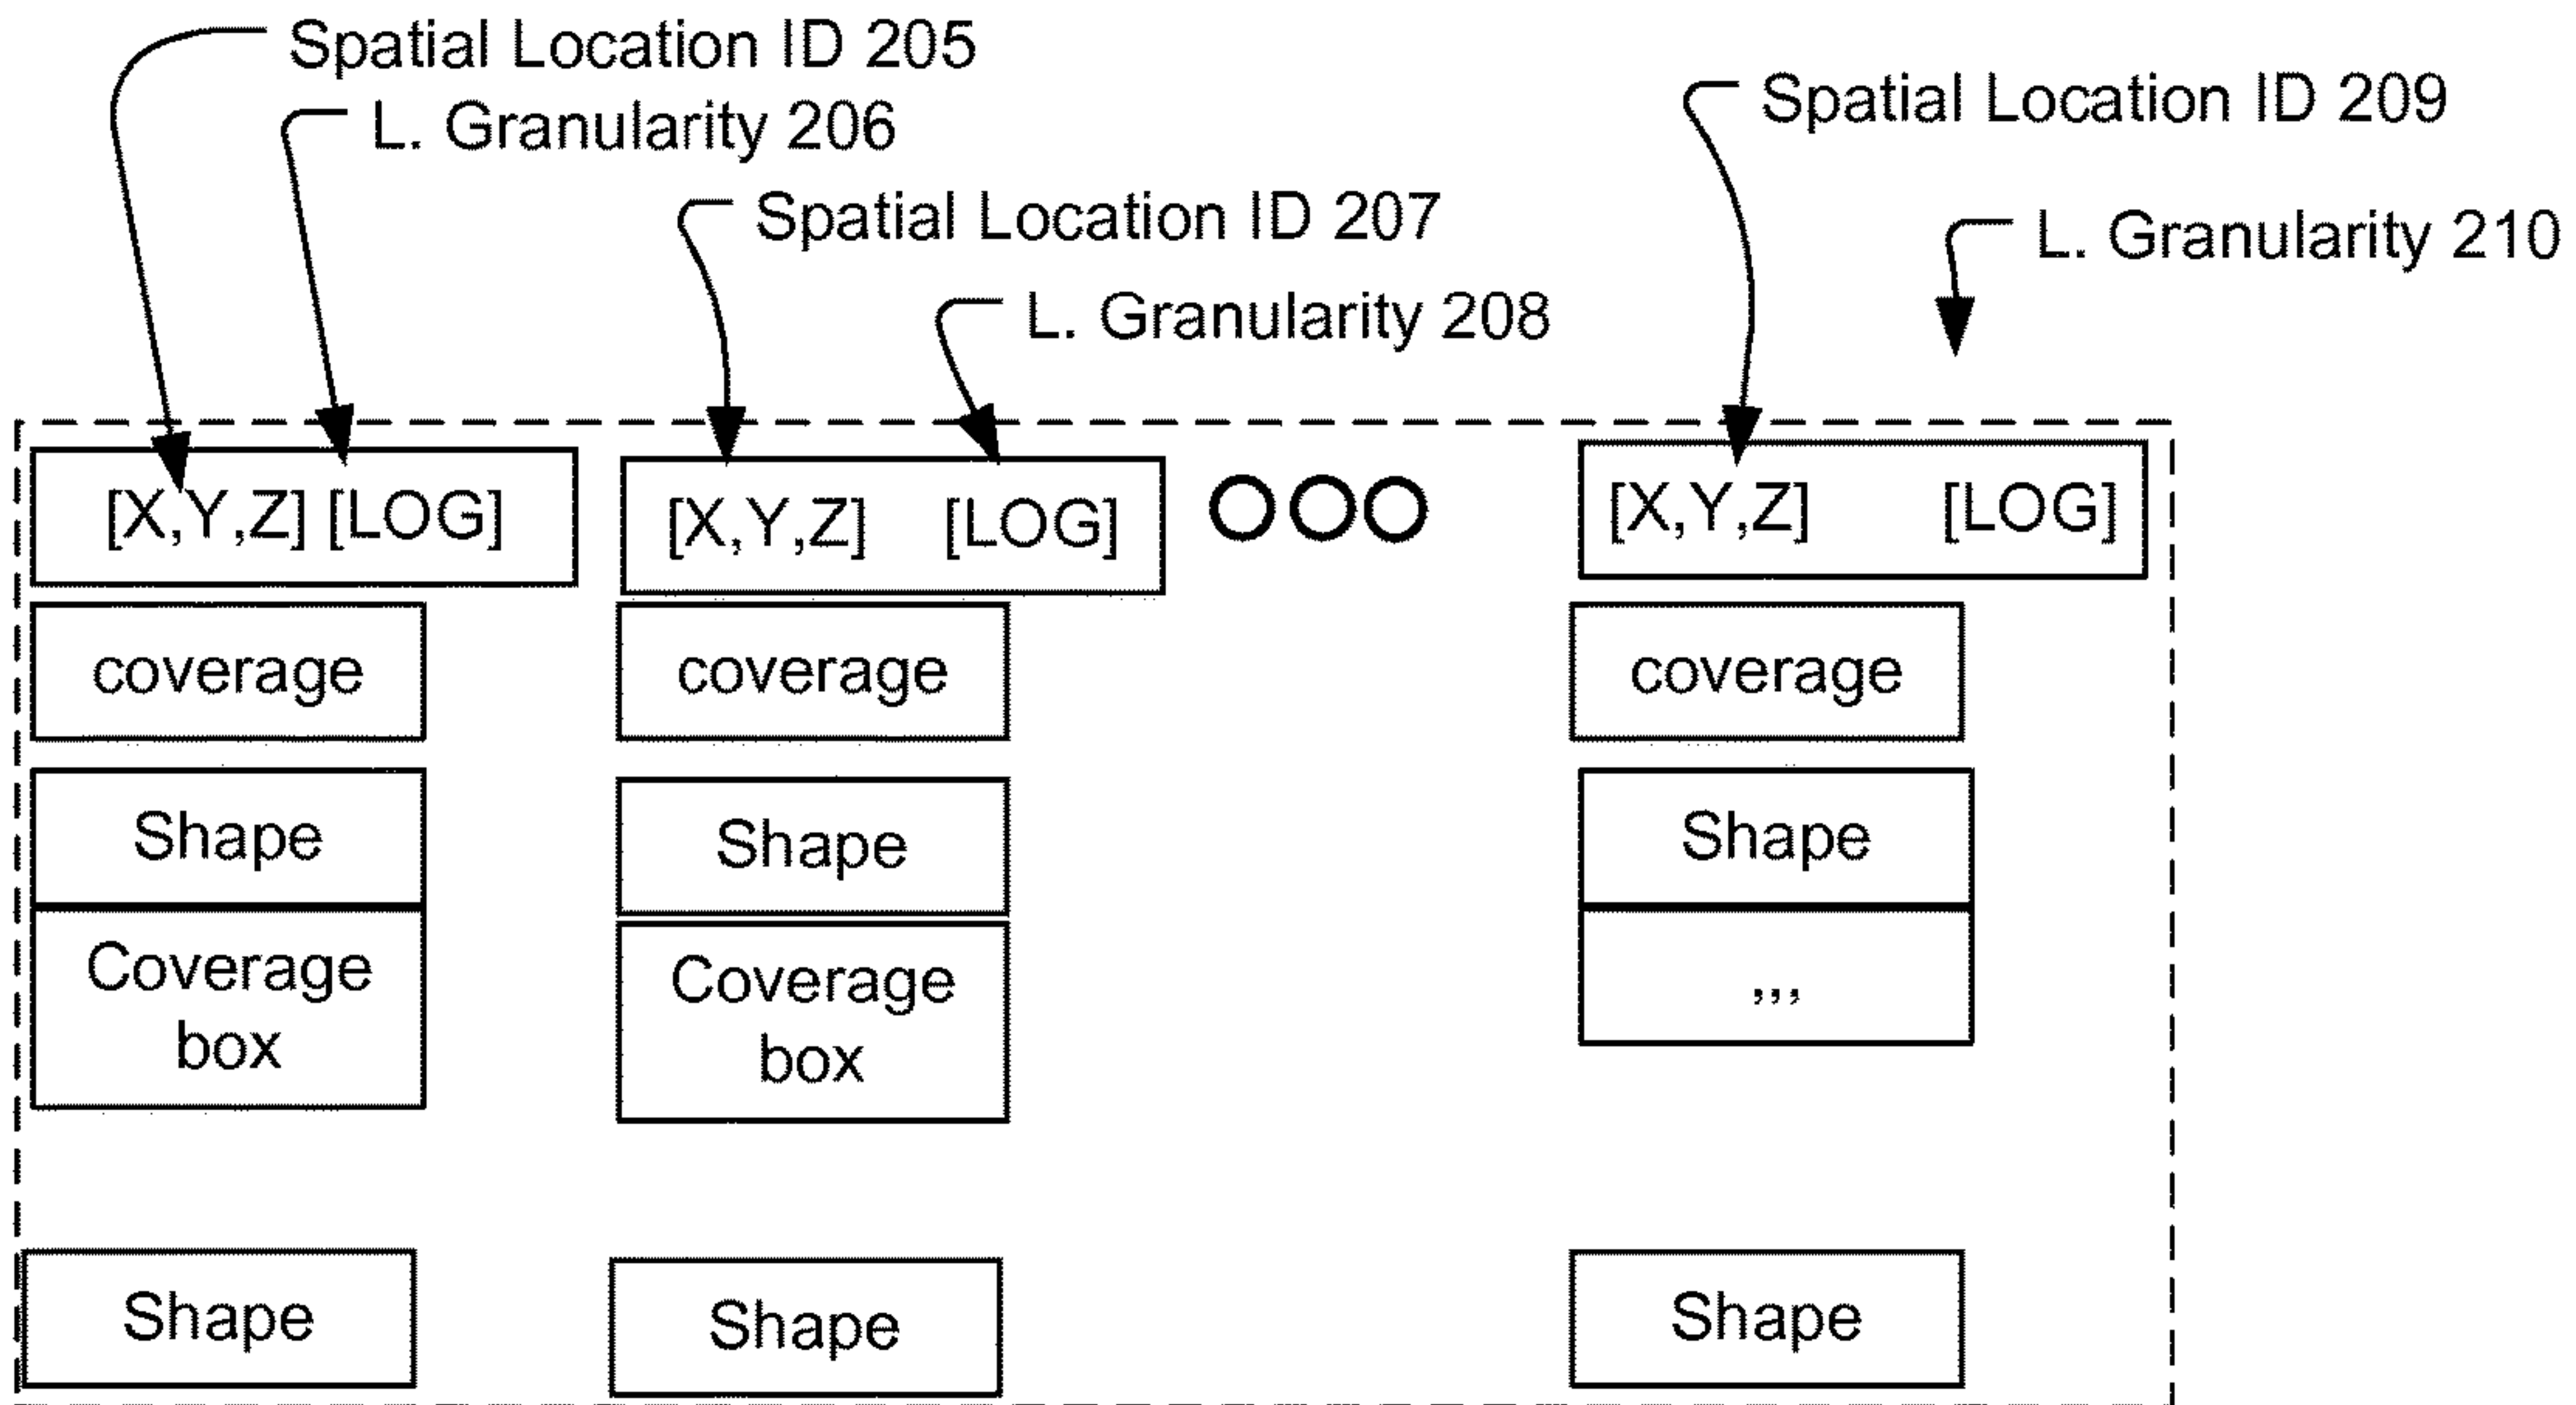 Spatial Location ID 205
L. Granularity 206
Spatial Location ID 207
L. Granularity 208
Spatial Location ID 209
L. Granularity 210
[X,Y,Z] [LOG]
[X,Y,Z] [LOG]
[X,Y,Z] [LOG]
coverage
coverage
coverage
Shape
Shape
Shape
Coverage
box
Coverage
box
,,,
Shape
Shape
Shape